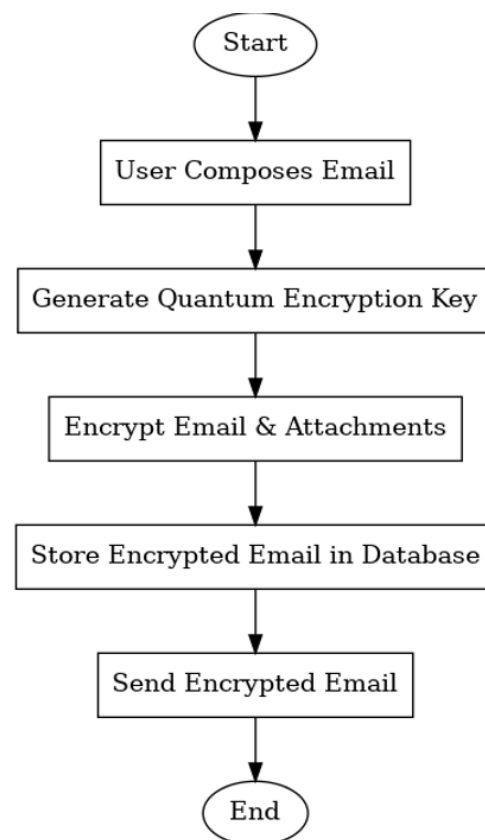 Start
User Composes Email
Generate Quantum Encryption Key
Encrypt Email & Attachments
Store Encrypted Email in Database
Send Encrypted Email
End